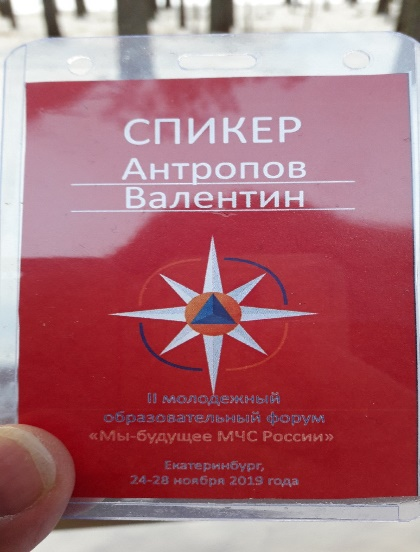 СПИКЕР
Антропов
Валентин
II молодежный
образовательный форум
«Мы-будущее МЧС России»
Екатеринбург,
24-28 ноября 2019 года